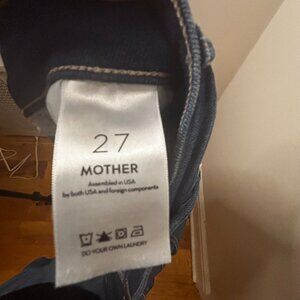 27
MOTHER
Assembled in USA
by both USA and foreign components
DO YOUR OWN LAUNDRY